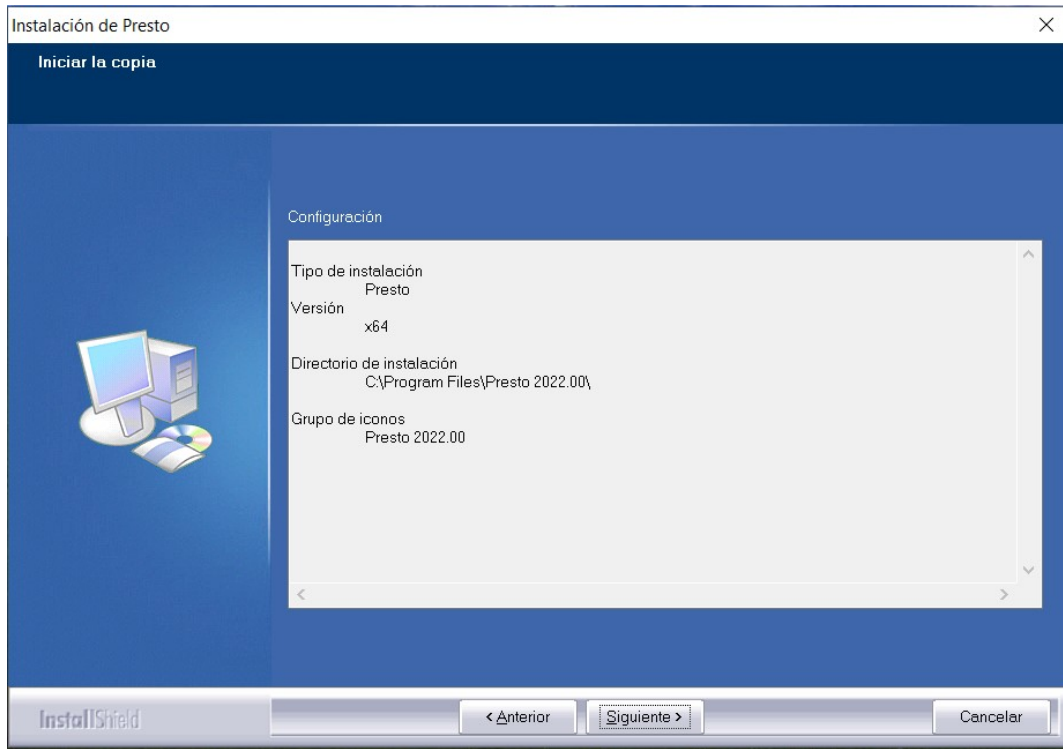 Instalación de Presto
Iniciar la copia
Configuración
Tipo de instalación
Presto
Versión
x64
Directorio de instalación
C:\Program Files\Presto 2022.00\
Grupo de iconos
Presto 2022.00
InstallShield
< Anterior
Siguiente >
Cancelar